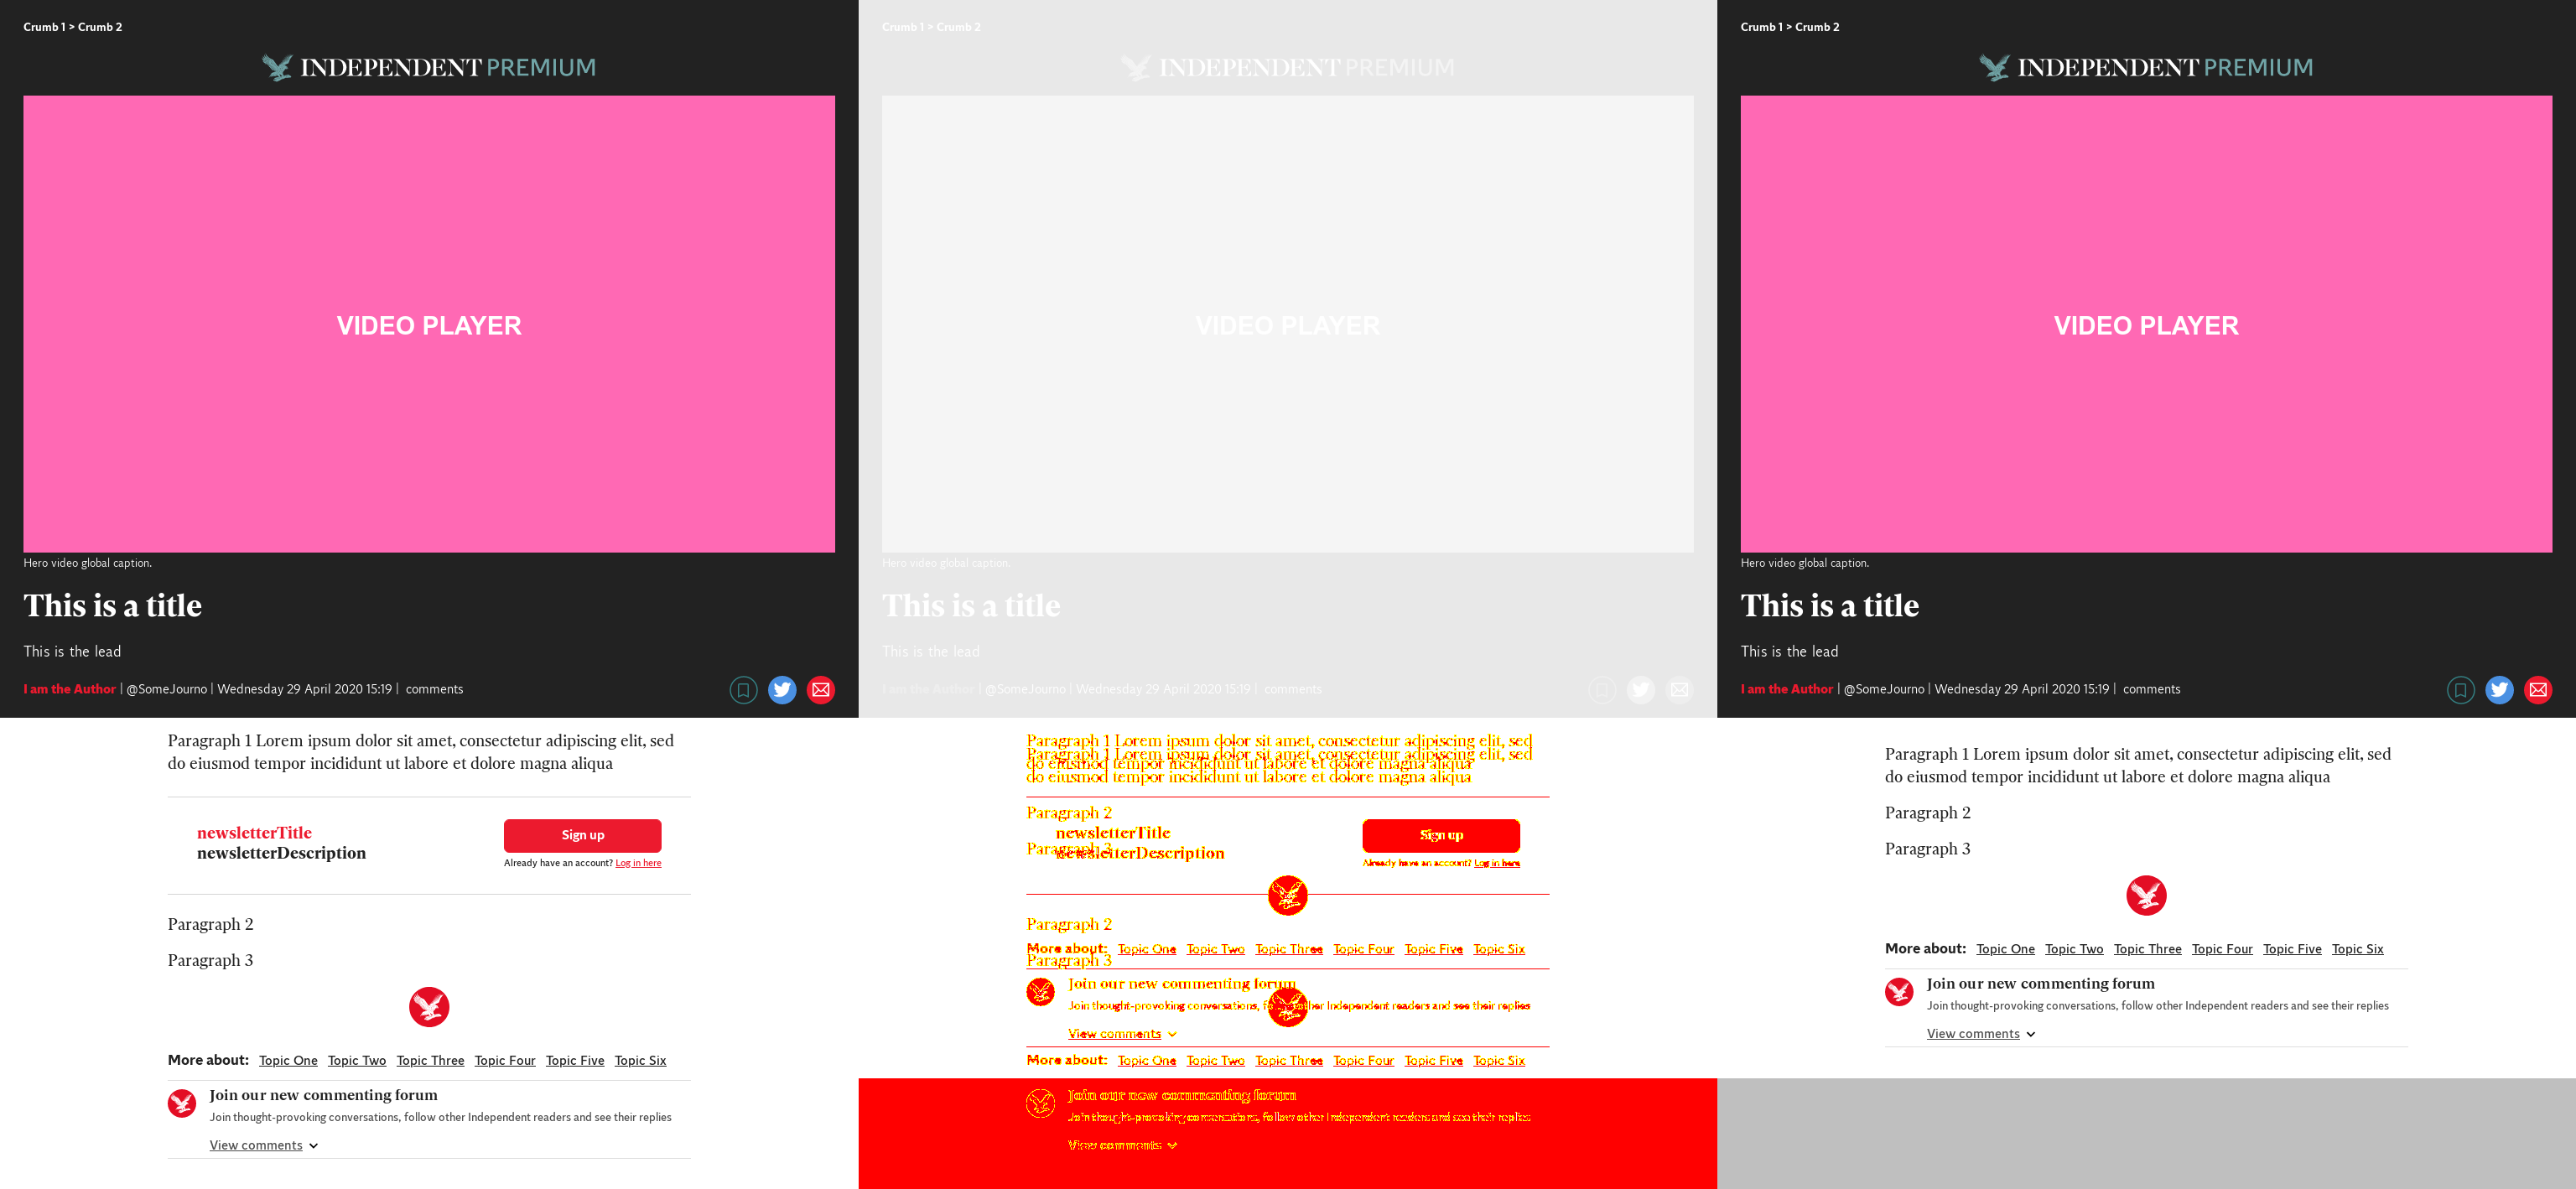 Crumb 1 > Crumb 2
INDEPENDENT PREMIUM
VIDEO PLAYER
Hero video global caption.
This is a title
This is the lead
I am the Author | @SomeJourno | Wednesday 29 April 2020 15:19 | comments
Paragraph 1 Lorem ipsum dolor sit amet, consectetur adipiscing elit, sed
do eiusmod tempor incididunt ut labore et dolore magna aliqua
newsletterTitle
newsletterDescription
Sign up
Already have an account? Log in here
Paragraph 2
Paragraph 3
More about: Topic One Topic Two Topic Three Topic Four Topic Five Topic Six
Join our new commenting forum
Join thought-provoking conversations, follow other Independent readers and see their replies
View comments
Crumb 1 > Crumb 2
INDEPENDENT PREMIUM
VIDEO PLAYER
Hero video global caption.
This is a title
This is the lead
I am the Author | @SomeJourno | Wednesday 29 April 2020 15:19 | comments
Paragraph 1 Lorem ipsum dolor sit amet, consectetur adipiscing elit, sed
Paragraph 1 Lorem ipsum dolor sit amet, consectetur adipiscing elit, sed
do eiusmod tempor incididunt ut labore et dolore magna aliqua
do eiusmod tempor incididunt ut labore et dolore magna aliqua
Paragraph 2
newsletterTitle
Sign up
Paragraph 3
newsletterDescription
Already have an account? Log in here
Paragraph 2
More about: Topic One Topic Two Topic Three Topic Four Topic Five Topic Six
Paragraph 3
Join our new commenting forum
Join thought-provoking conversations, follow other Independent readers and see their replies
View comments
More about: Topic One Topic Two Topic Three Topic Four Topic Five Topic Six
Join our new commenting forum
Join thought-provoking conversations, follow other Independent readers and see their replies
View comments
Crumb 1 > Crumb 2
INDEPENDENT PREMIUM
VIDEO PLAYER
Hero video global caption.
This is a title
This is the lead
I am the Author | @SomeJourno | Wednesday 29 April 2020 15:19 | comments
Paragraph 1 Lorem ipsum dolor sit amet, consectetur adipiscing elit, sed
do eiusmod tempor incididunt ut labore et dolore magna aliqua
Paragraph 2
Paragraph 3
More about: Topic One Topic Two Topic Three Topic Four Topic Five Topic Six
Join our new commenting forum
Join thought-provoking conversations, follow other Independent readers and see their replies
View comments